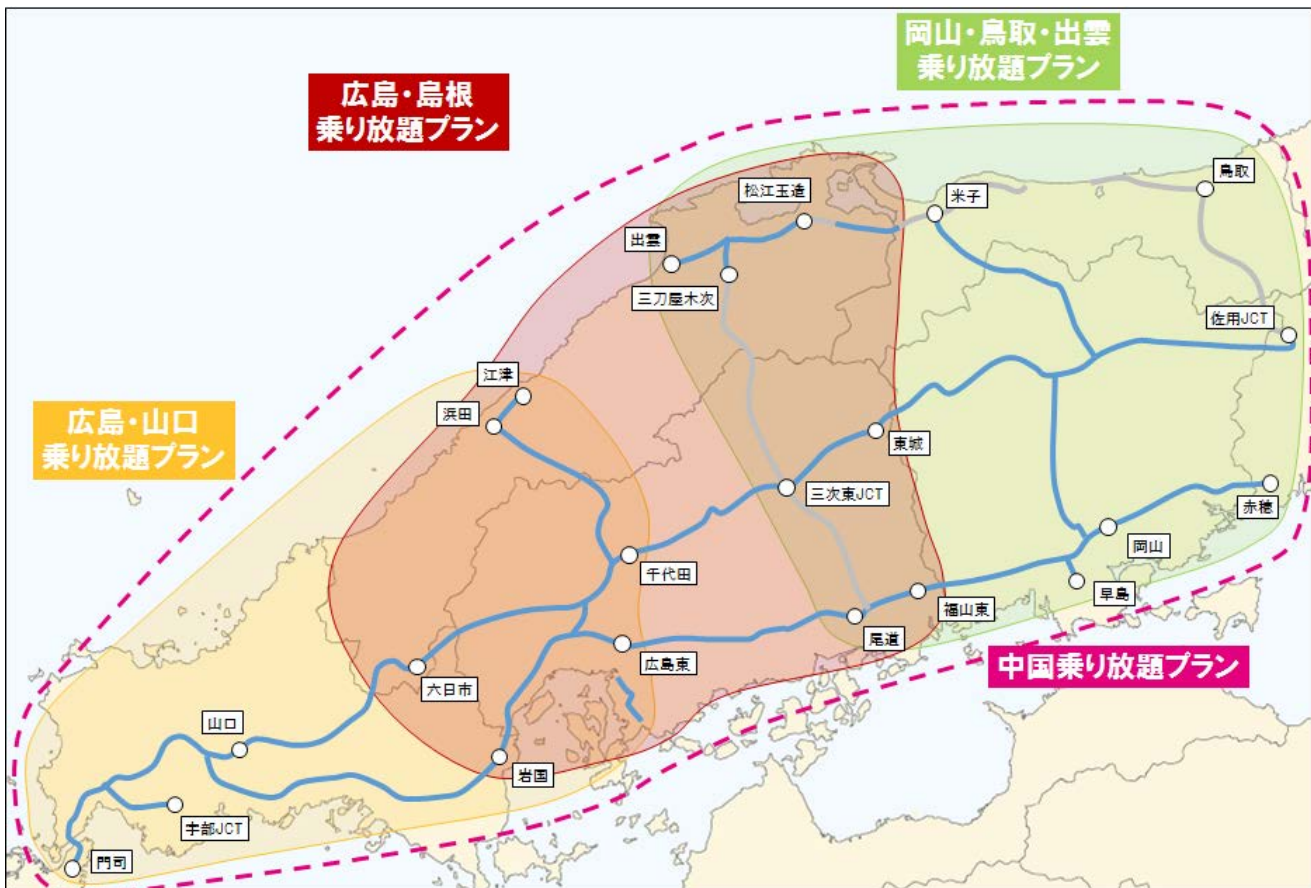 岡山・鳥取・出雲
乗り放題プラン
広島・島根
乗り放題プラン
鳥取
松江玉造
米子
出雲
三刀屋木次
佐用JCT
江津
浜田
広島・山口
乗り放題プラン
東城
三次東JCT
赤穂
岡山
千代田
早島
福山東
尾道
広島東
中国乗り放題プラン
六日市
山口
岩国
宇部JCT
門司